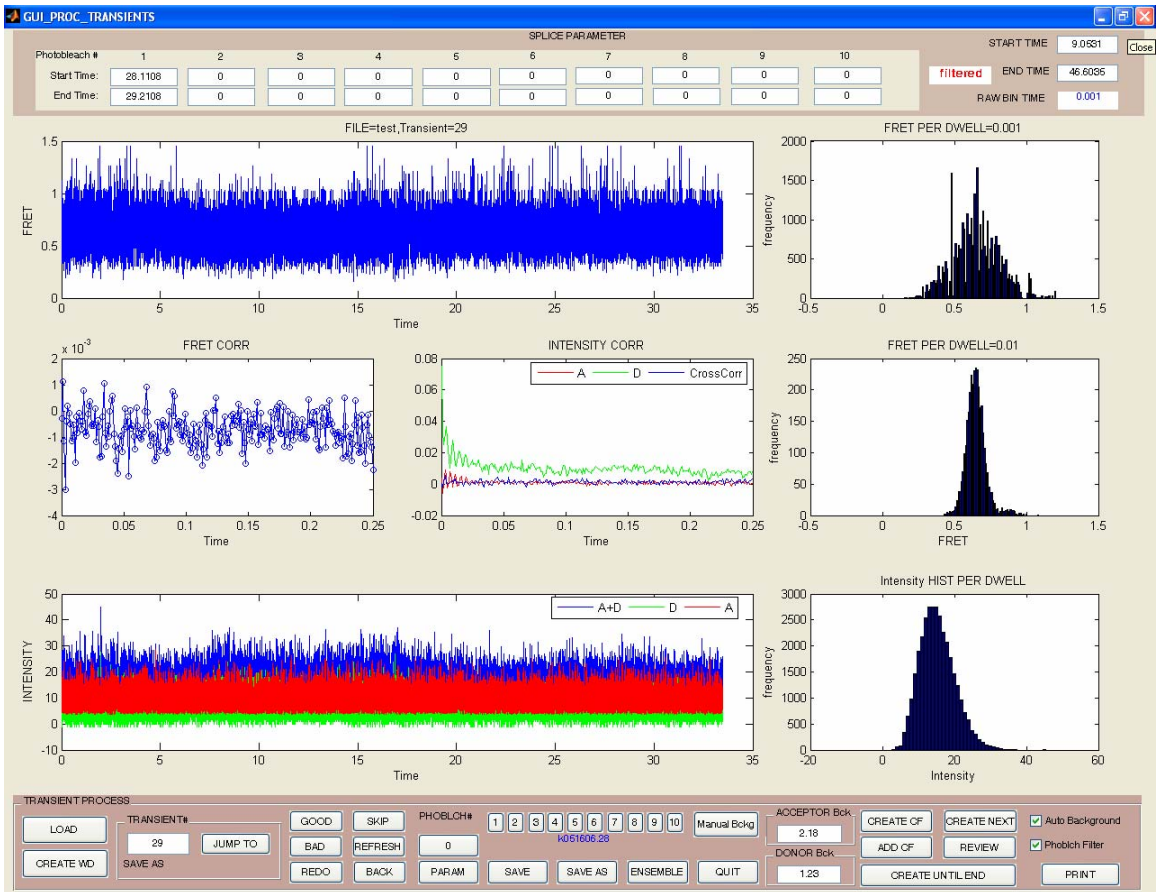 GUI_PROC_TRANSIENTS
SPLICE PARAMETER
Photobleach # 1 2 3 4 5 6 7 8 9 10
Start Time: 28.1108 0 0 0 0 0 0 0 0 0
End Time: 29.2108 0 0 0 0 0 0 0 0 0
START TIME 9.0631
Close
filtered END TIME 46.6035
RAW BIN TIME 0.001
FILE=test,Transient=29
1.5
1
0.5
0
FRET
0 5 10 15 20 25 30 35
Time
FRET PER DWELL=0.001
2000
1500
1000
500
0
frequency
-0.5 0 0.5 1 1.5
FRET CORR
x 10-3
2
1
0
-1
-2
-3
-4
0 0.05 0.1 0.15 0.2 0.25
Time
INTENSITY CORR
A D CrossCorr
0.08
0.06
0.04
0.02
0
-0.02
0 0.05 0.1 0.15 0.2 0.25
Time
FRET PER DWELL=0.01
250
200
150
100
50
0
frequency
-0.5 0 0.5 1 1.5
FRET
A+D D A
50
40
30
20
10
0
-10
INTENSITY
0 5 10 15 20 25 30 35
Time
Intensity HIST PER DWELL
3000
2500
2000
1500
1000
500
0
frequency
-20 0 20 40 60
Intensity
TRANSIENT PROCESS
LOAD
CREATE WD
TRANSIENT#
29 JUMP TO
SAVE AS
GOOD SKIP
BAD REFRESH
REDO BACK
PHOBLCH#
0
PARAM
1 2 3 4 5 6 7 8 9 10 Manual Bckg
k051606.28
SAVE SAVE AS ENSEMBLE QUIT
ACCEPTOR Bck
2.18
DONOR Bck
1.23
CREATE CF CREATE NEXT
ADD CF REVIEW
CREATE UNTIL END
Auto Background
Phoblch Filter
PRINT